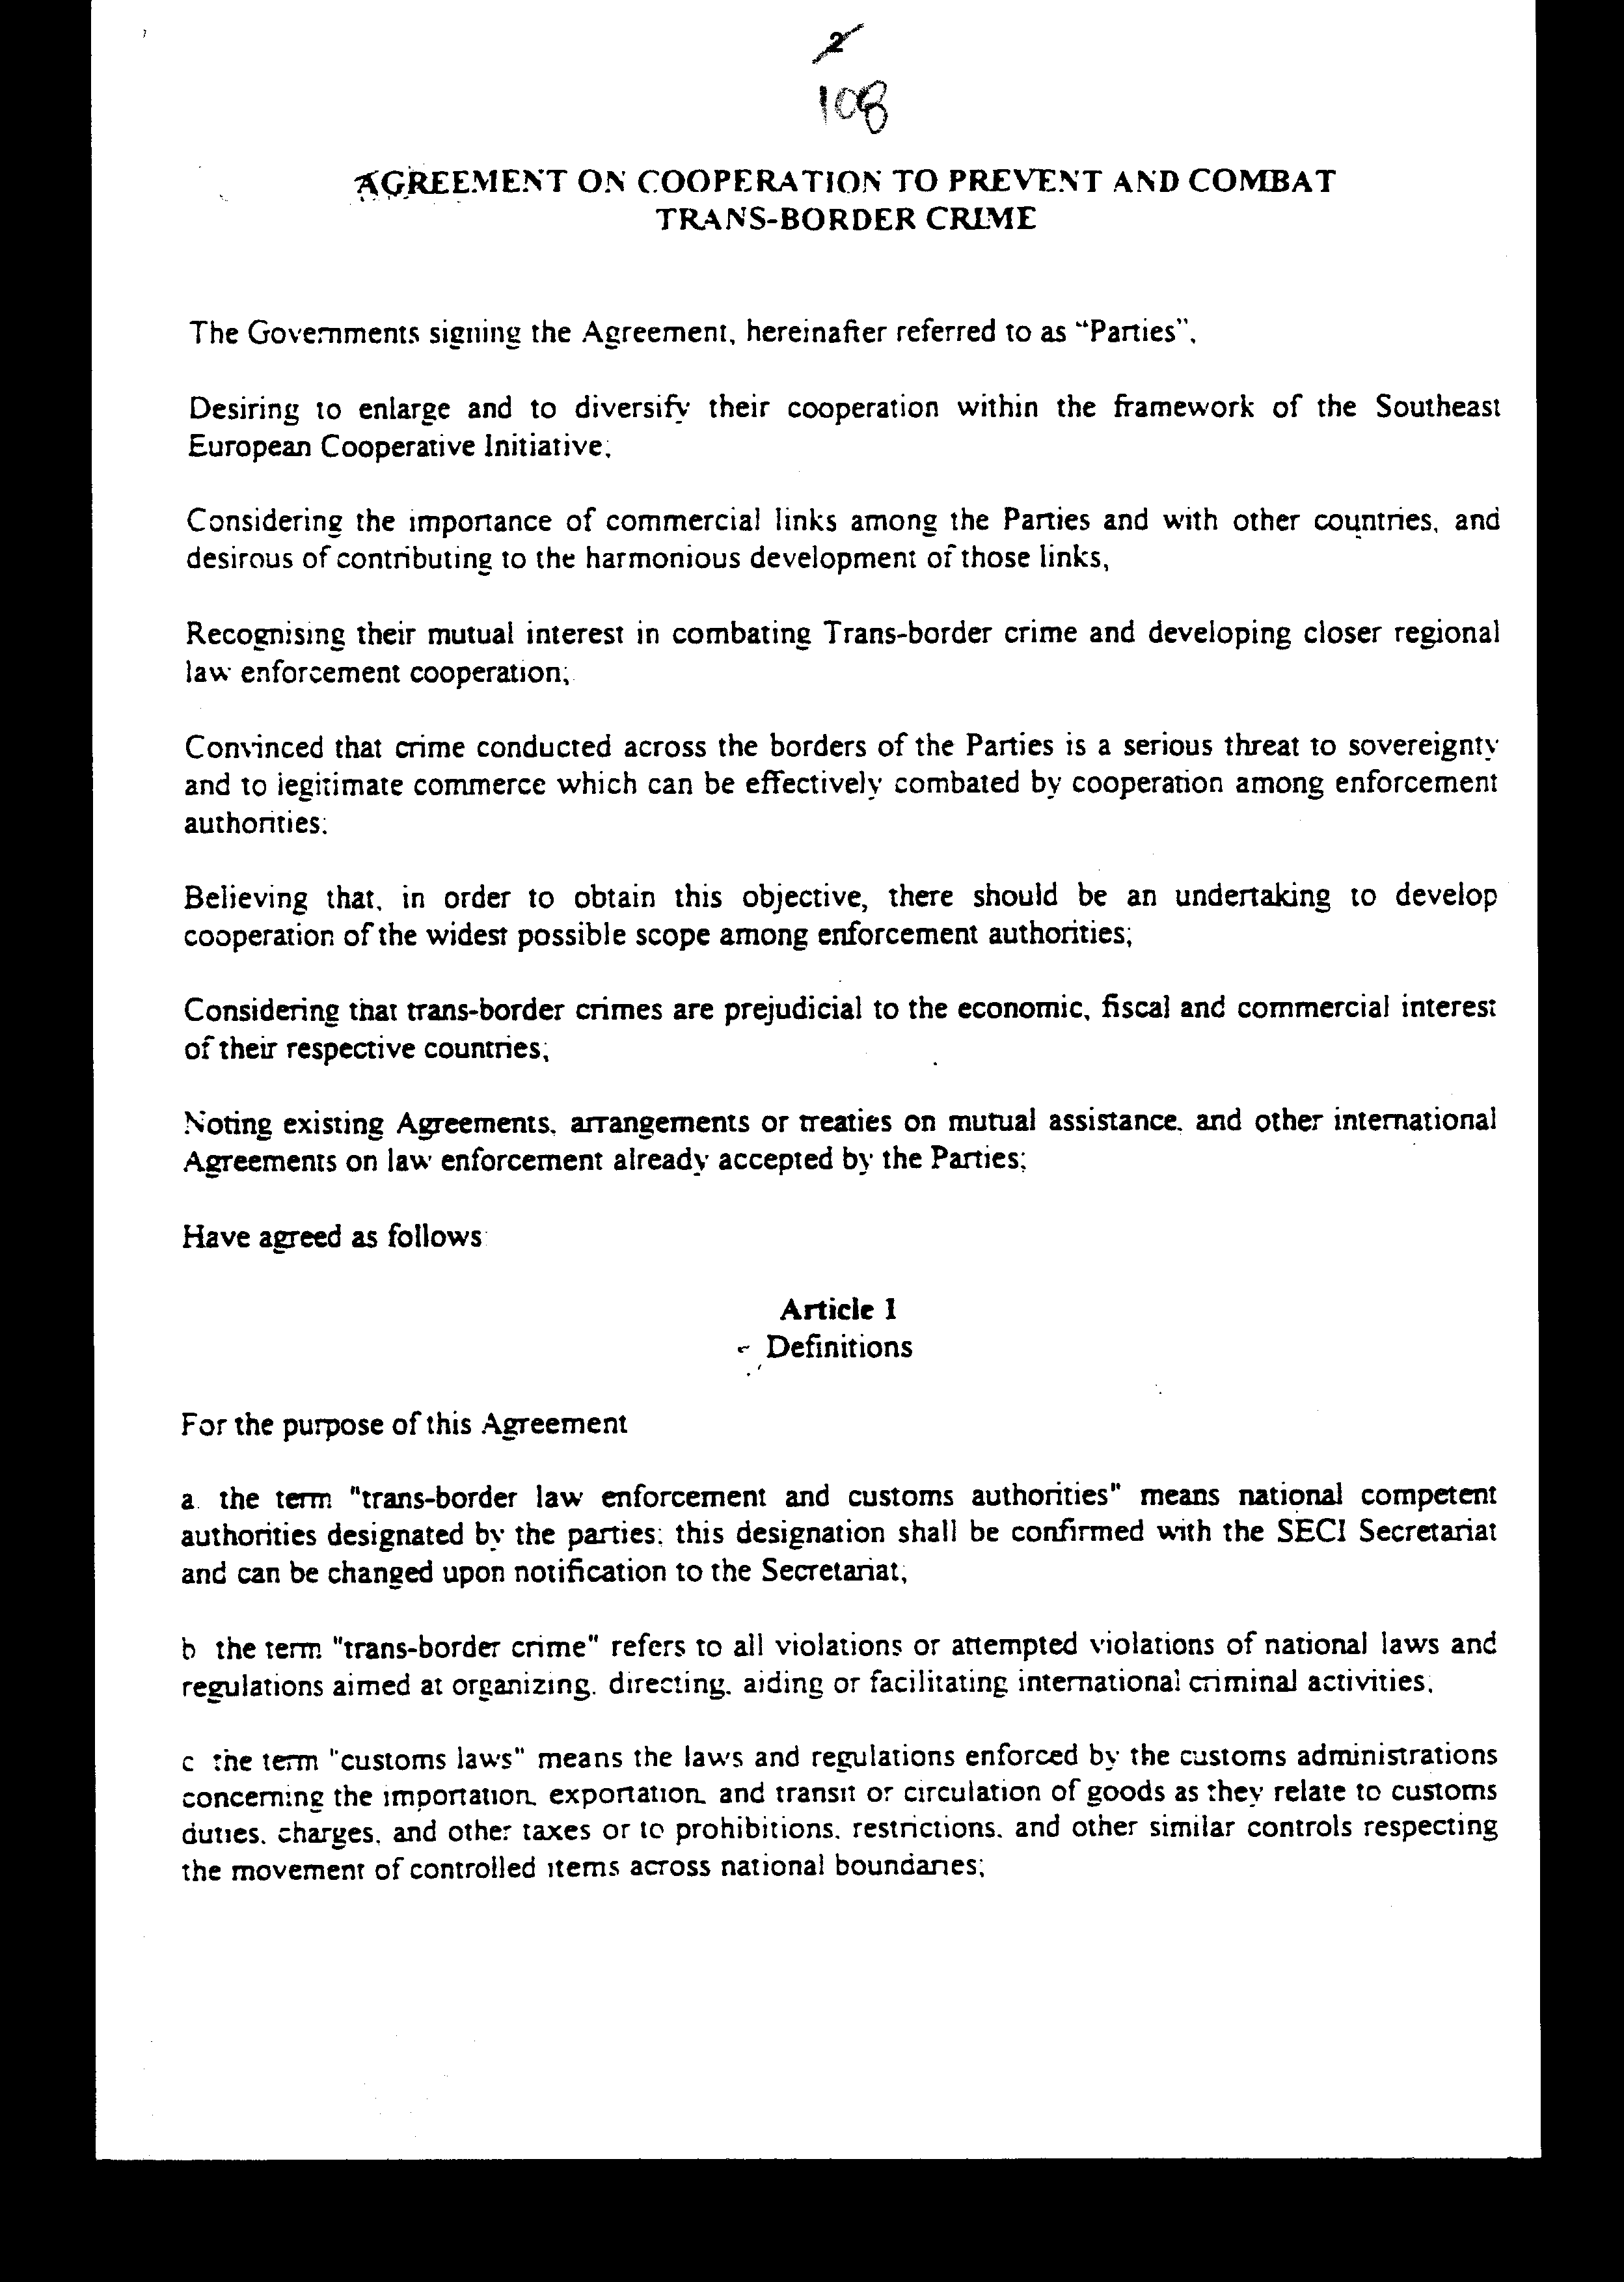 2
108
AGREEMENT ON COOPERATION TO PREVENT AND COMBAT
TRANS-BORDER CRIME
The Governments signing the Agreement, hereinafter referred to as “Parties”,
Desiring to enlarge and to diversify their cooperation within the framework of the Southeast
European Cooperative Initiative;
Considering the importance of commercial links among the Parties and with other countries, and
desirous of contributing to the harmonious development of those links,
Recognising their mutual interest in combating Trans-border crime and developing closer regional
law enforcement cooperation;
Convinced that crime conducted across the borders of the Parties is a serious threat to sovereignty
and to legitimate commerce which can be effectively combated by cooperation among enforcement
authorities;
Believing that, in order to obtain this objective, there should be an undertaking to develop
cooperation of the widest possible scope among enforcement authorities;
Considering that trans-border crimes are prejudicial to the economic, fiscal and commercial interest
of their respective countries;
Noting existing Agreements, arrangements or treaties on mutual assistance, and other international
Agreements on law enforcement already accepted by the Parties;
Have agreed as follows
Article 1
Definitions
For the purpose of this Agreement
a. the term "trans-border law enforcement and customs authorities" means national competent
authorities designated by the parties; this designation shall be confirmed with the SECI Secretariat
and can be changed upon notification to the Secretariat;
b the term "trans-border crime" refers to all violations or attempted violations of national laws and
regulations aimed at organizing, directing, aiding or facilitating international criminal activities;
c the term "customs laws" means the laws and regulations enforced by the customs administrations
concerning the importation, exportation, and transit or circulation of goods as they relate to customs
duties, charges, and other taxes or to prohibitions, restrictions, and other similar controls respecting
the movement of controlled items across national boundaries;